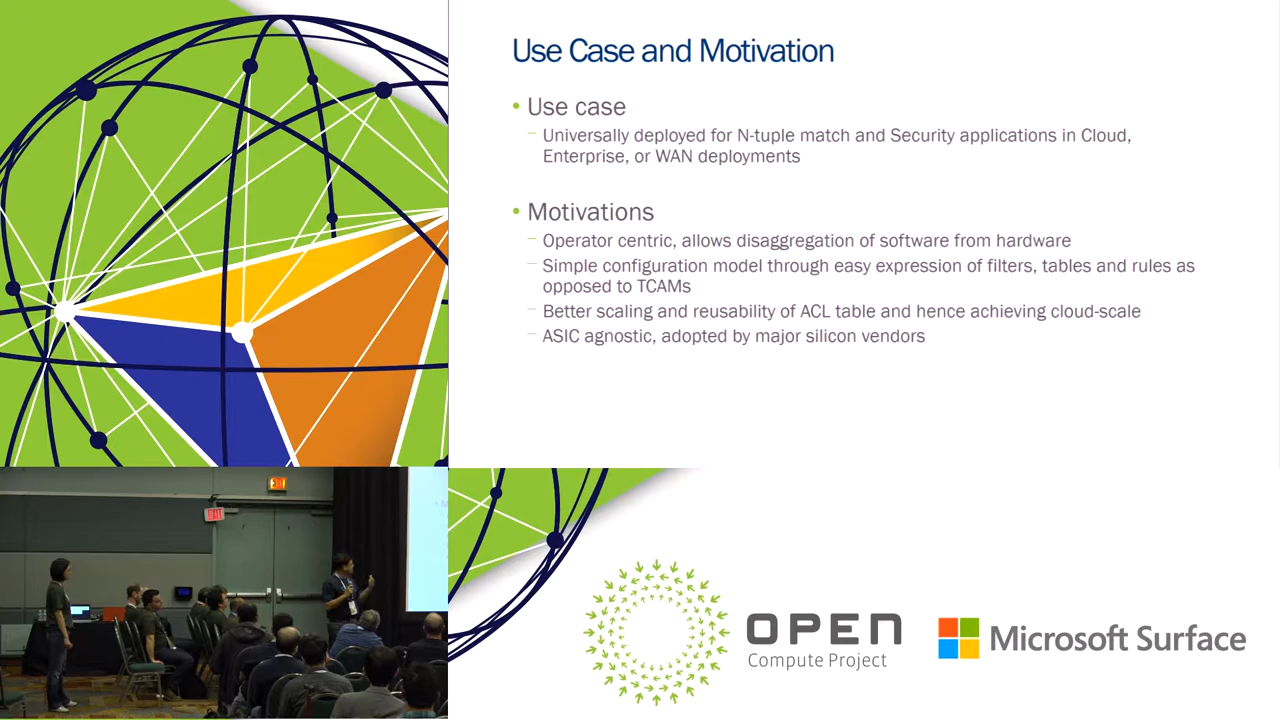 Use Case and Motivation
• Use case
– Universally deployed for N-tuple match and Security applications in Cloud,
Enterprise, or WAN deployments
• Motivations
– Operator centric, allows disaggregation of software from hardware
– Simple configuration model through easy expression of filters, tables and rules as
opposed to TCAMs
– Better scaling and reusability of ACL table and hence achieving cloud-scale
– ASIC agnostic, adopted by major silicon vendors
OPEN
Compute Project
Microsoft Surface